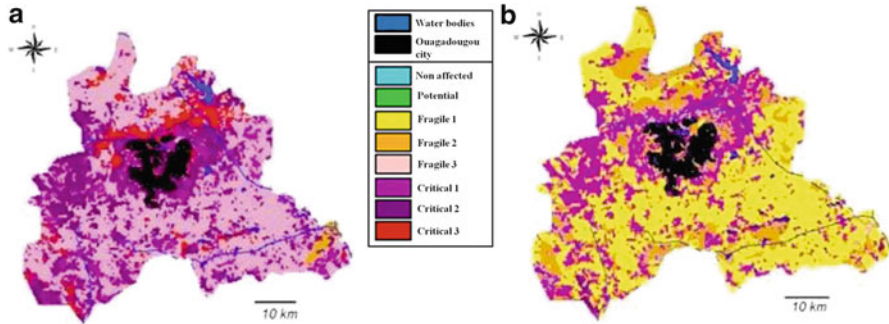 a
Water bodies
Ouagadougou
city
Non affected
Potential
Fragile 1
Fragile 2
Fragile 3
Critical 1
Critical 2
Critical 3
10 km
b
10 km